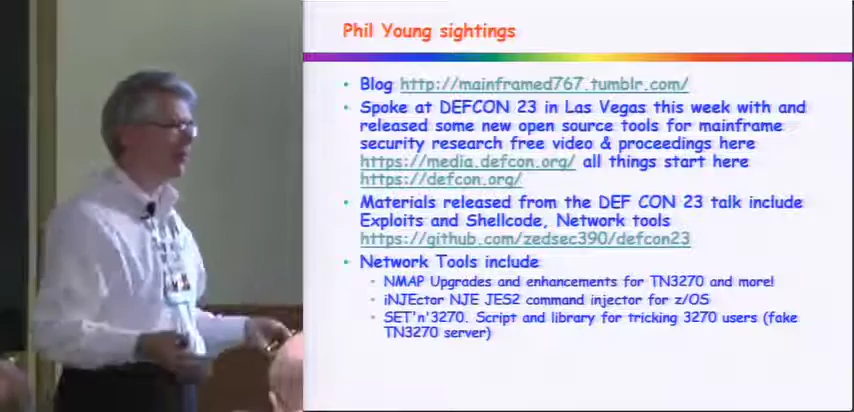 Phil Young sightings
Blog http://mainframed767.tumblr.com/
Spoke at DEFCON 23 in Las Vegas this week with and
released some new open source tools for mainframe
security research free video & proceedings here
https://media.defcon.org/ all things start here
https://defcon.org/
Materials released from the DEF CON 23 talk include
Exploits and Shellcode, Network tools
https://github.com/zedsec390/defcon23
Network Tools include
NMAP Upgrades and enhancements for TN3270 and more!
iNJEctor NJE JES2 command injector for z/OS
SET'n'3270. Script and library for tricking 3270 users (fake
TN3270 server)